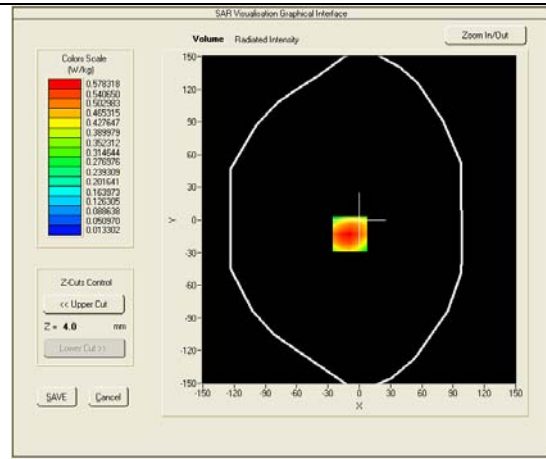 SAR Visualisation Graphical Interface
Volume Radiated Intensity
Zoom In/Out
Colors Scale
(W/kg)
0.578318
0.540650
0.502983
0.465315
0.427647
0.389979
0.352312
0.314644
0.276976
0.239309
0.201641
0.163973
0.126305
0.088638
0.050970
0.013302
150-
120-
90-
60-
30-
Y
0-
-30-
-60-
-90-
-120-
-150-
-150 -120 -90 -60 -30 0 30 60 90 120 150
X
Z-Cuts Control
<< Upper Cut
Z = 4.0 mm
Lower Cut >>
SAVE Cancel